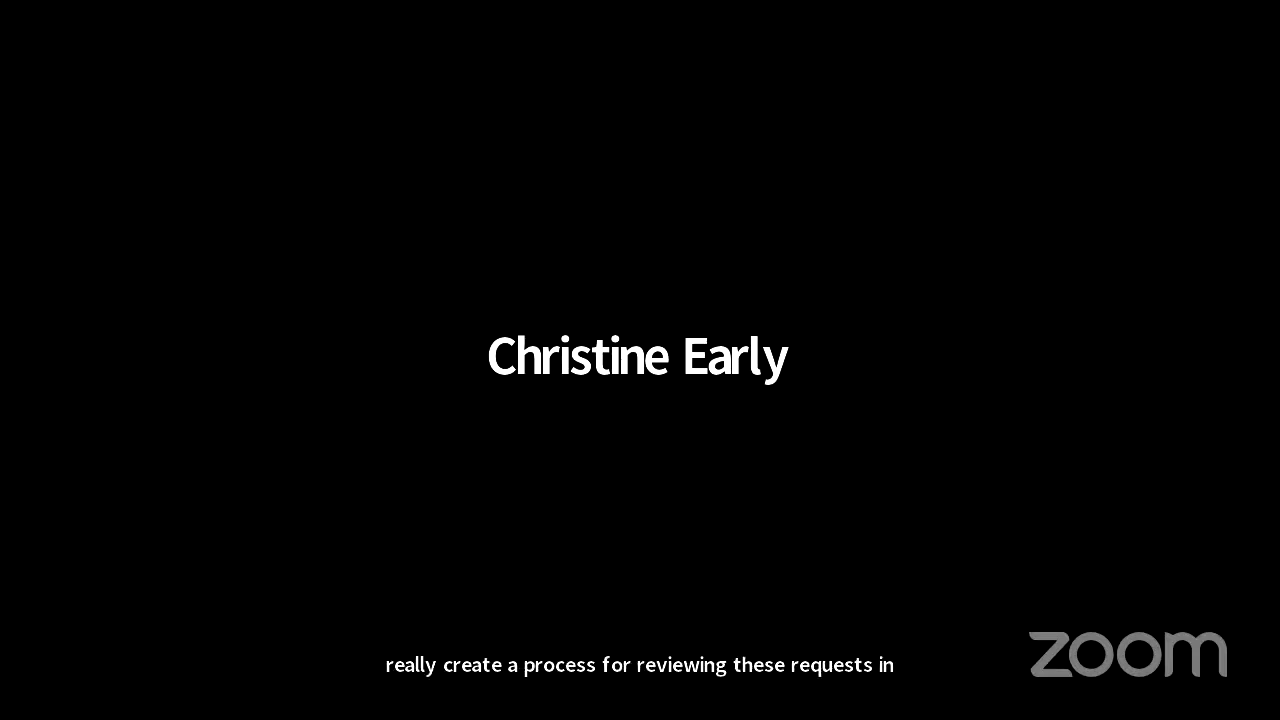 Christine Early
really create a process for reviewing these requests in
zoom